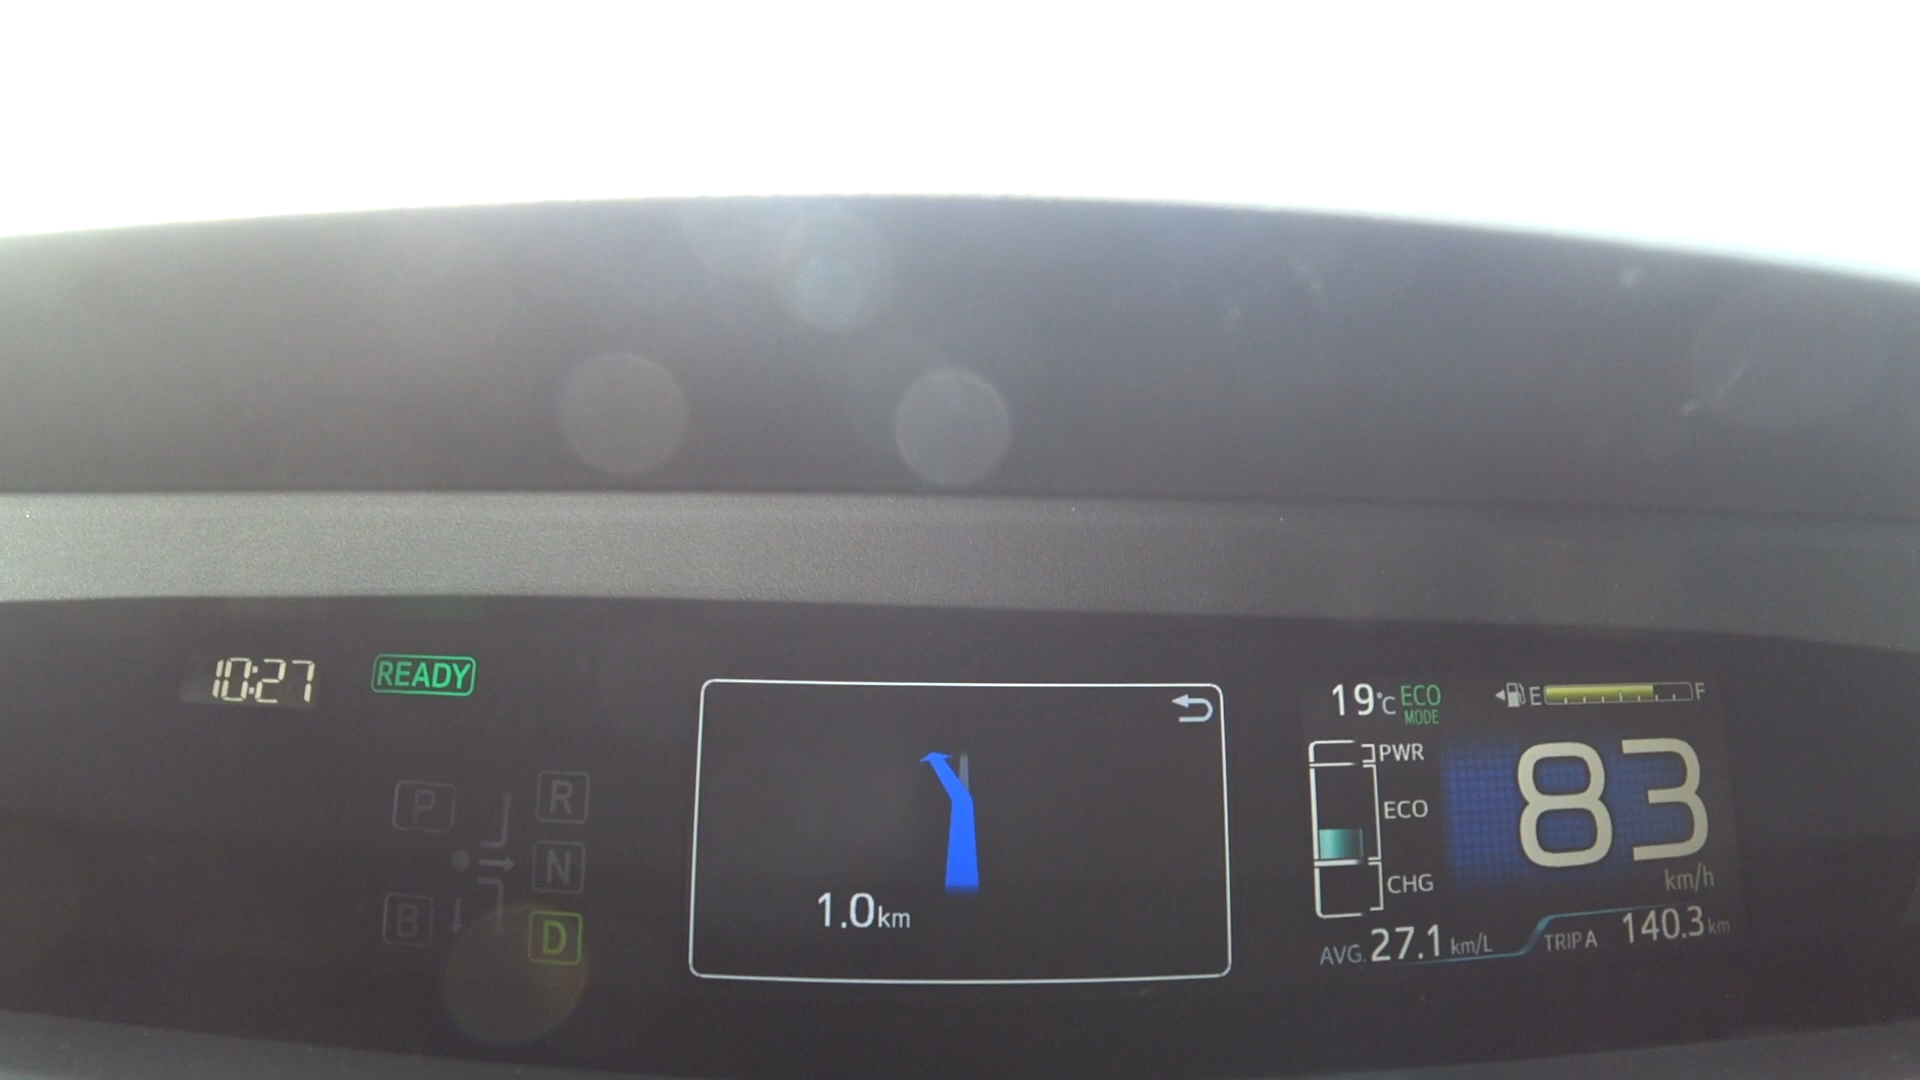 10:27
READY
P
R
N
B
D
1.0km
19°C ECO MODE
E F
PWR
ECO
CHG
83
km/h
AVG. 27.1 km/L
TRIP A 140.3 km